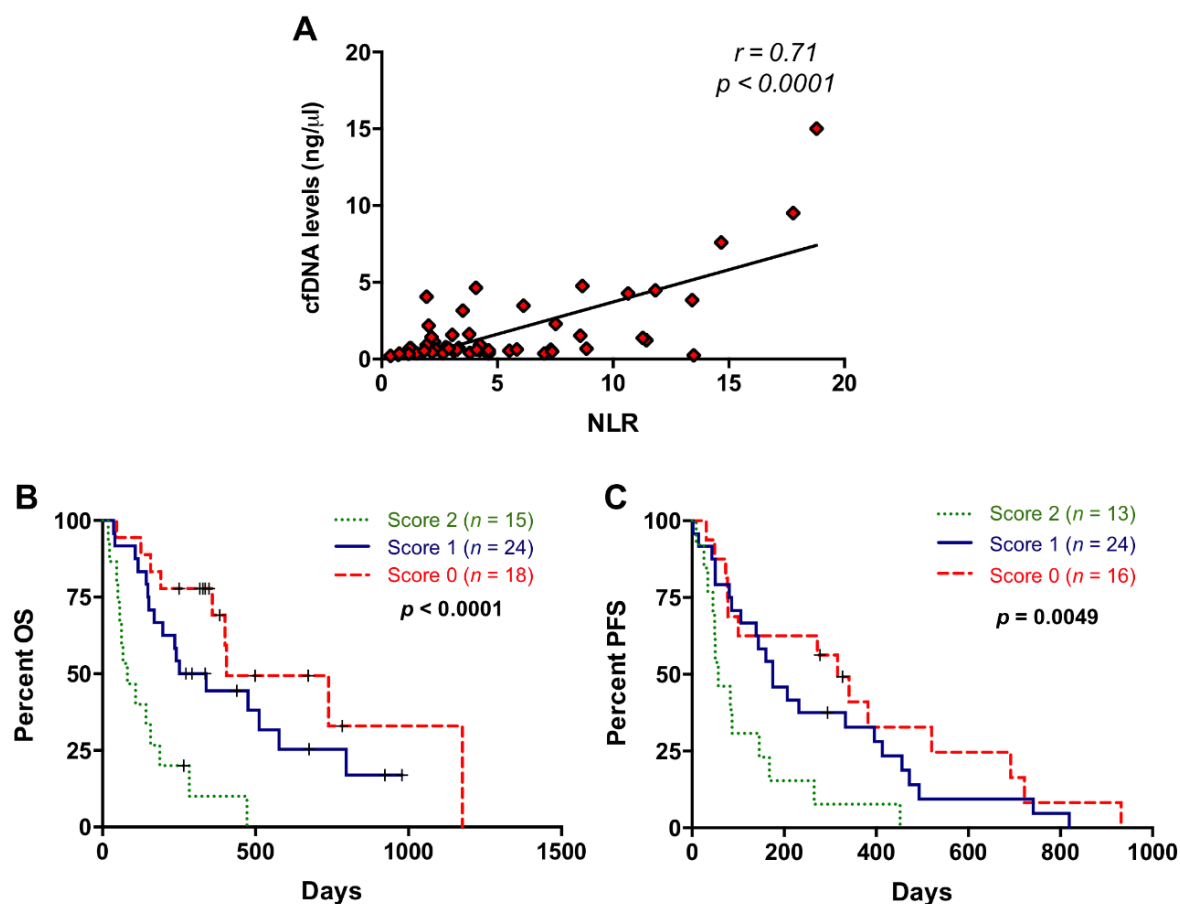 A
r = 0.71
p < 0.0001
cfDNA levels (ng/μl)
20
15
10
5
0
0 5 10 15 20
NLR
B
Score 2 (n = 15)
Score 1 (n = 24)
Score 0 (n = 18)
p < 0.0001
Percent OS
100
75
50
25
0
0 500 1000 1500
Days
C
Score 2 (n = 13)
Score 1 (n = 24)
Score 0 (n = 16)
p = 0.0049
Percent PFS
100
75
50
25
0
0 200 400 600 800 1000
Days